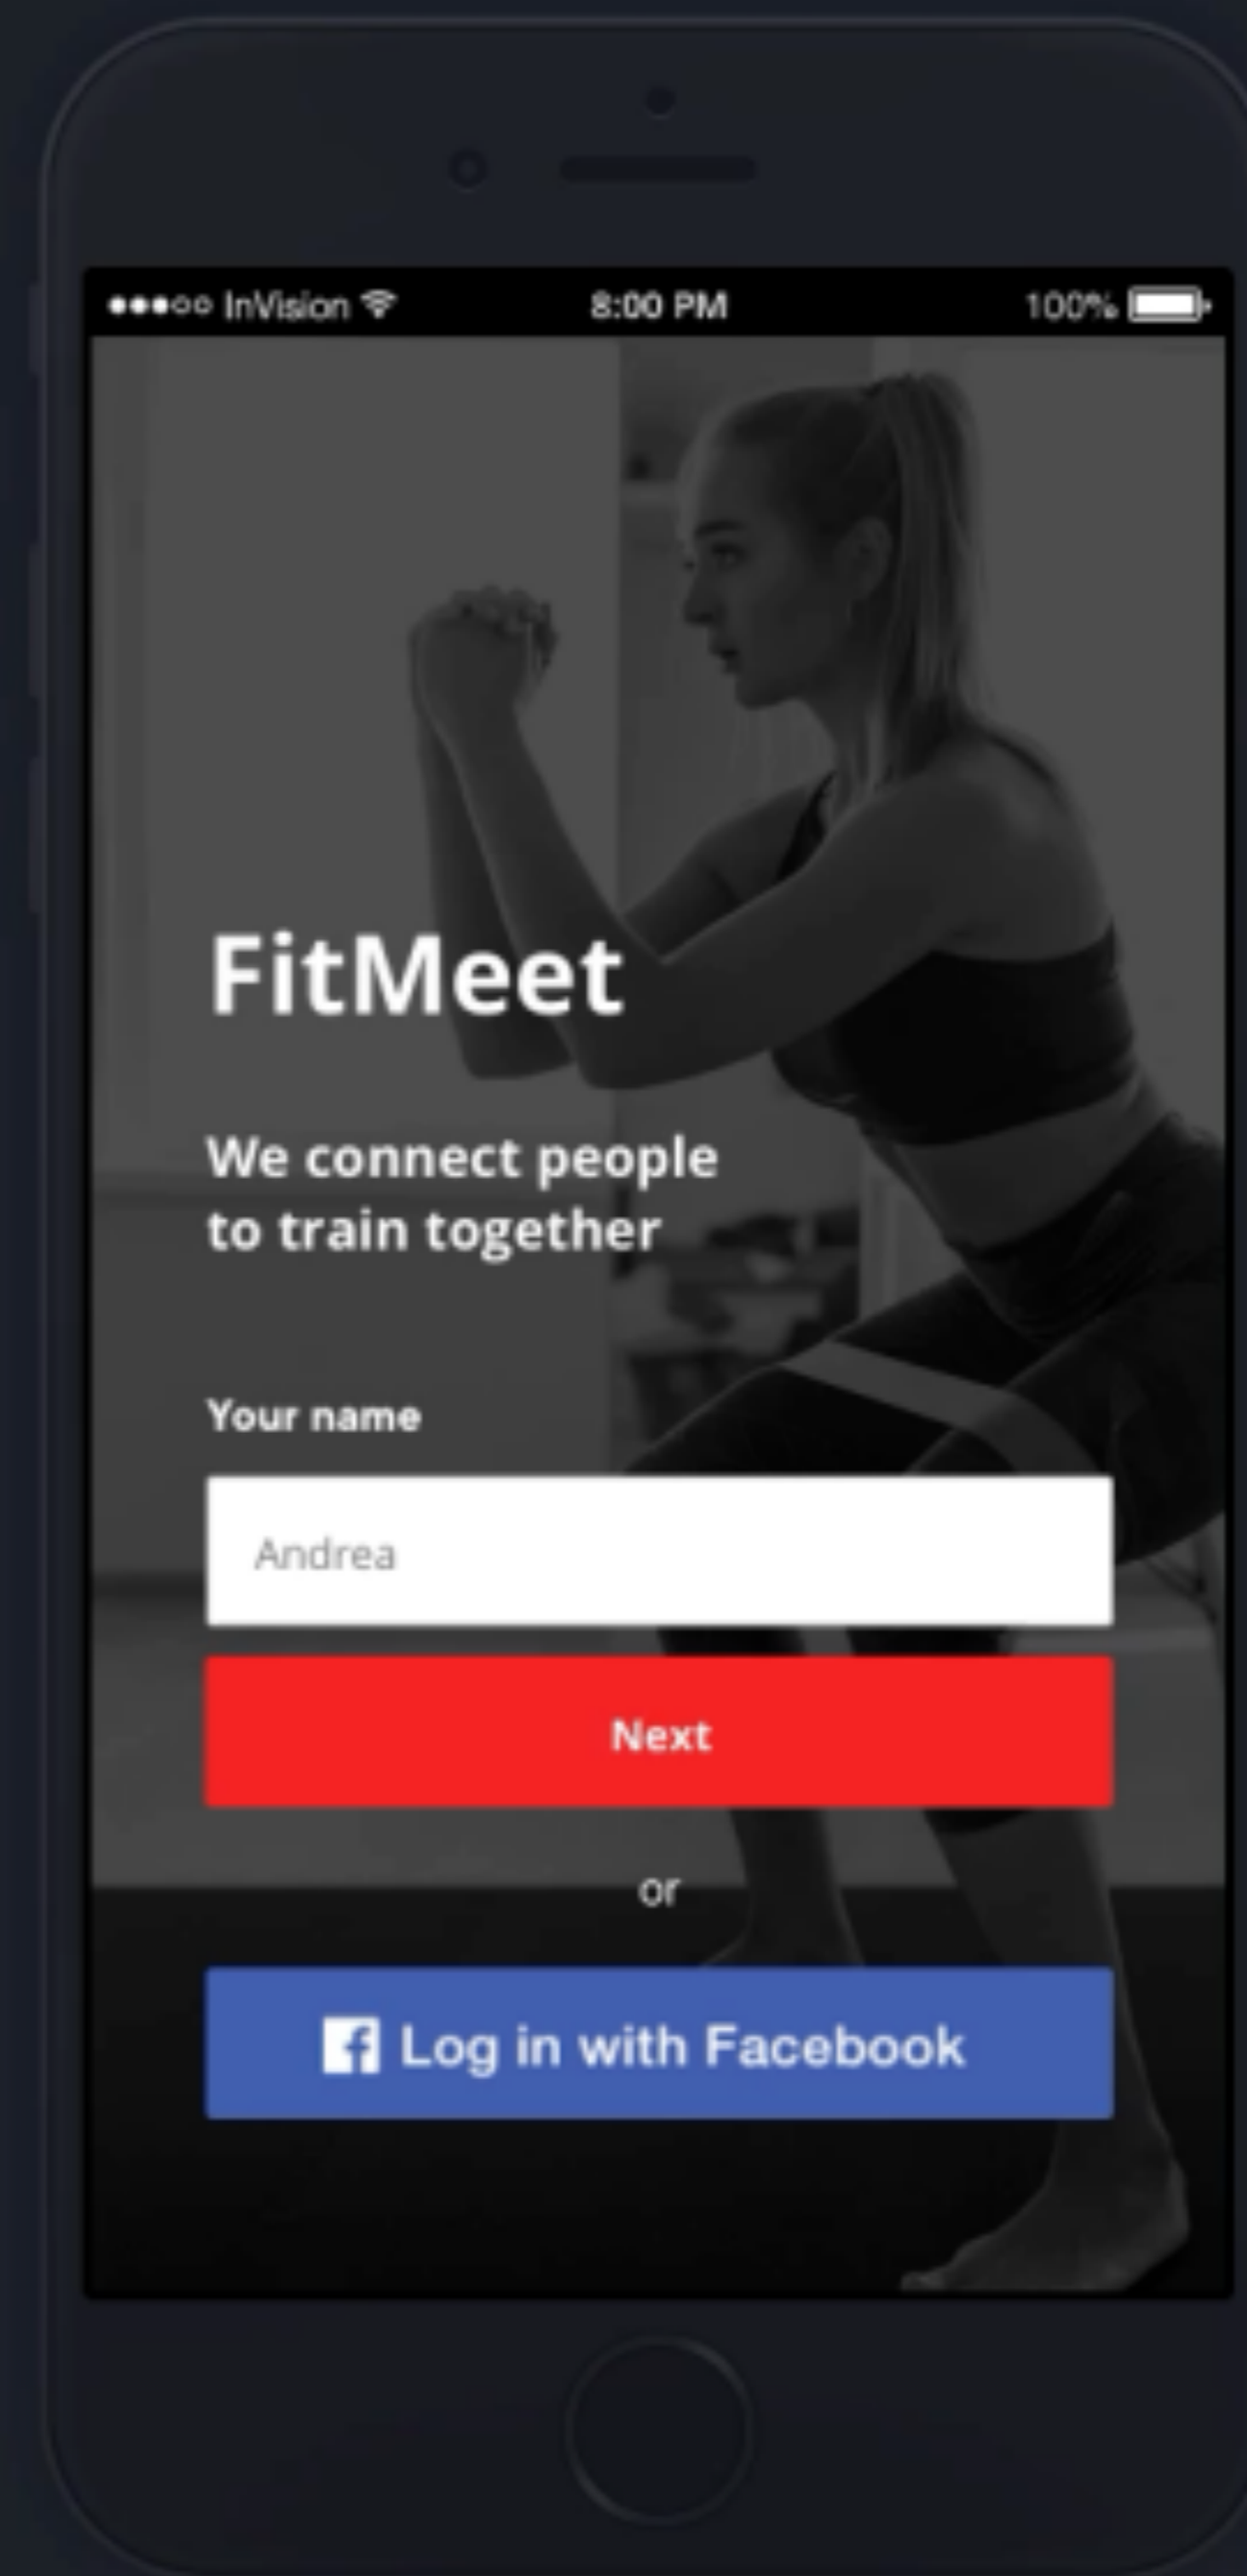 InVision 8:00 PM 100%
FitMeet
We connect people
to train together
Your name
Andrea
Next
or
Log in with Facebook